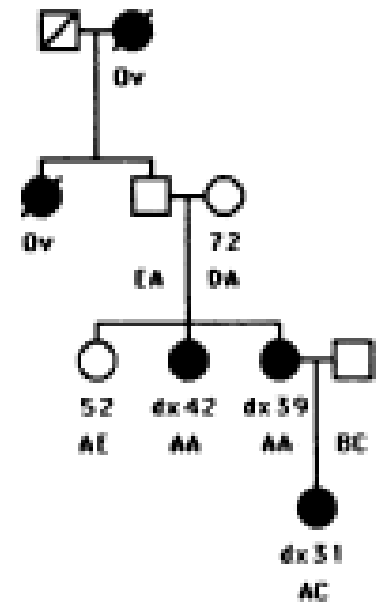 Ov
Ov
72
EA DA
52 dx42 dx39
AE AA AA BC
dx31
AC